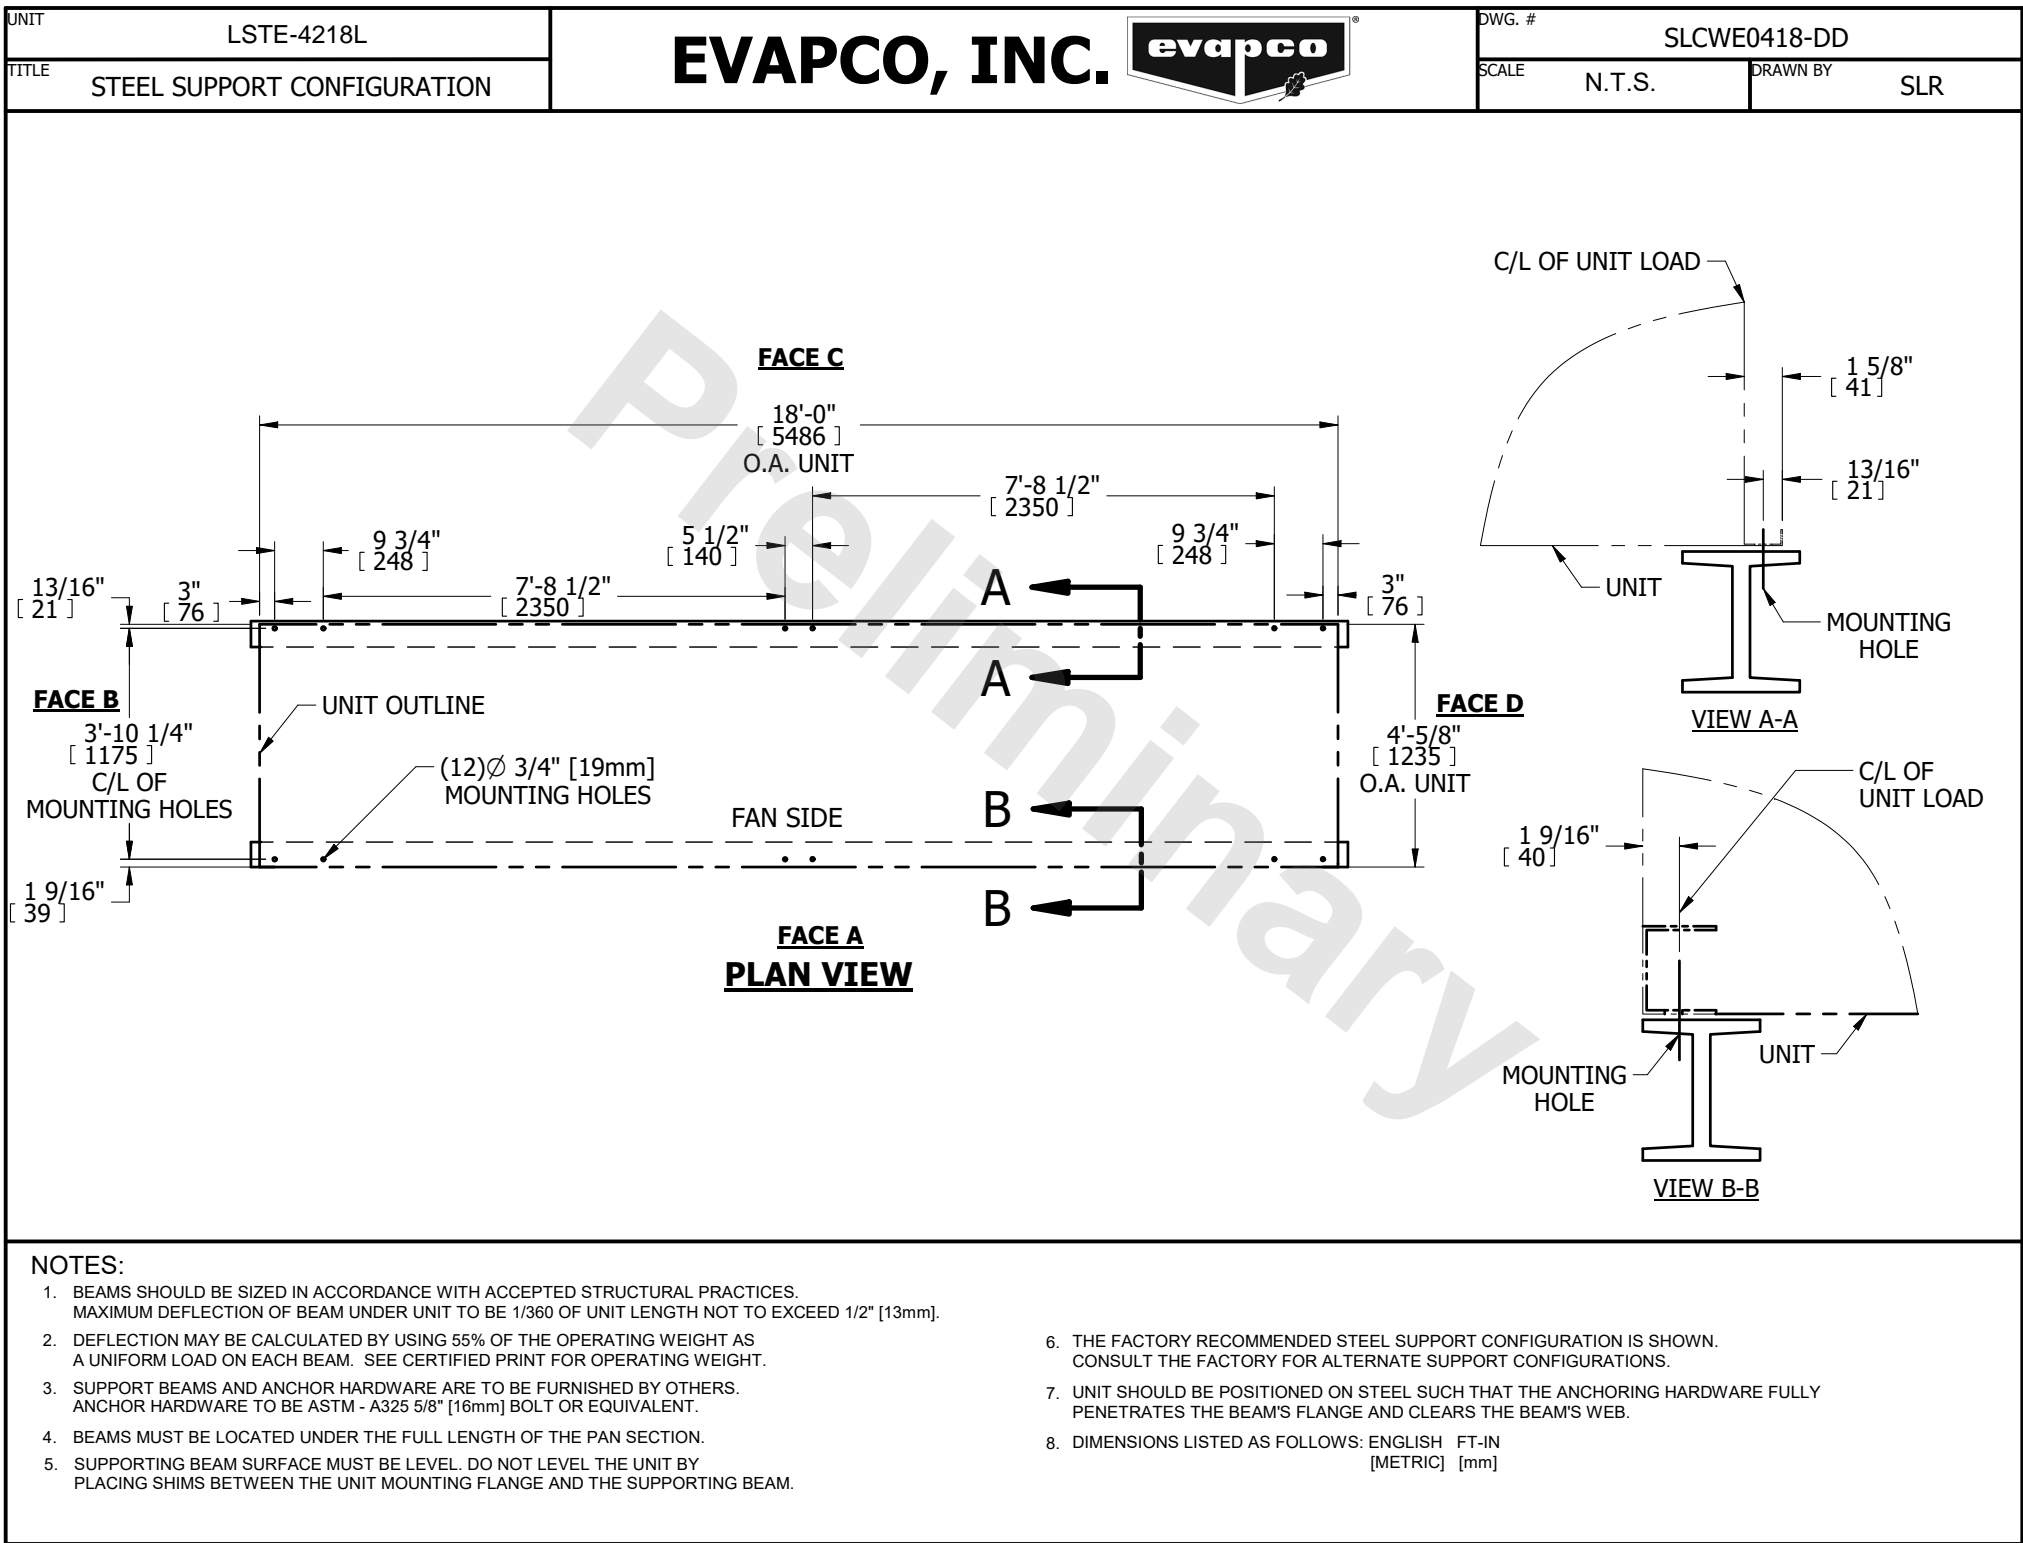 UNIT
LSTE-4218L
TITLE
STEEL SUPPORT CONFIGURATION
EVAPCO, INC.
evapco
®
DWG. #
SLCWE0418-DD
SCALE
N.T.S.
DRAWN BY
SLR
Preliminary
FACE C
18'-0"
[ 5486 ]
O.A. UNIT
7'-8 1/2"
[ 2350 ]
9 3/4"
[ 248 ]
5 1/2"
[ 140 ]
9 3/4"
[ 248 ]
13/16"
[ 21 ]
3"
[ 76 ]
7'-8 1/2"
[ 2350 ]
3"
[ 76 ]
A
A
FACE B
3'-10 1/4"
[ 1175 ]
C/L OF
MOUNTING HOLES
UNIT OUTLINE
(12)Ø 3/4" [19mm]
MOUNTING HOLES
FAN SIDE
B
B
FACE D
4'-5/8"
[ 1235 ]
O.A. UNIT
1 9/16"
[ 39 ]
FACE A
PLAN VIEW
C/L OF UNIT LOAD
1 5/8"
[ 41 ]
13/16"
[ 21 ]
UNIT
MOUNTING
HOLE
VIEW A-A
C/L OF
UNIT LOAD
1 9/16"
[ 40 ]
UNIT
MOUNTING
HOLE
VIEW B-B
NOTES:
1. BEAMS SHOULD BE SIZED IN ACCORDANCE WITH ACCEPTED STRUCTURAL PRACTICES.
MAXIMUM DEFLECTION OF BEAM UNDER UNIT TO BE 1/360 OF UNIT LENGTH NOT TO EXCEED 1/2" [13mm].
2. DEFLECTION MAY BE CALCULATED BY USING 55% OF THE OPERATING WEIGHT AS
A UNIFORM LOAD ON EACH BEAM. SEE CERTIFIED PRINT FOR OPERATING WEIGHT.
3. SUPPORT BEAMS AND ANCHOR HARDWARE ARE TO BE FURNISHED BY OTHERS.
ANCHOR HARDWARE TO BE ASTM - A325 5/8" [16mm] BOLT OR EQUIVALENT.
4. BEAMS MUST BE LOCATED UNDER THE FULL LENGTH OF THE PAN SECTION.
5. SUPPORTING BEAM SURFACE MUST BE LEVEL. DO NOT LEVEL THE UNIT BY
PLACING SHIMS BETWEEN THE UNIT MOUNTING FLANGE AND THE SUPPORTING BEAM.
6. THE FACTORY RECOMMENDED STEEL SUPPORT CONFIGURATION IS SHOWN.
CONSULT THE FACTORY FOR ALTERNATE SUPPORT CONFIGURATIONS.
7. UNIT SHOULD BE POSITIONED ON STEEL SUCH THAT THE ANCHORING HARDWARE FULLY
PENETRATES THE BEAM'S FLANGE AND CLEARS THE BEAM'S WEB.
8. DIMENSIONS LISTED AS FOLLOWS: ENGLISH FT-IN
[METRIC] [mm]